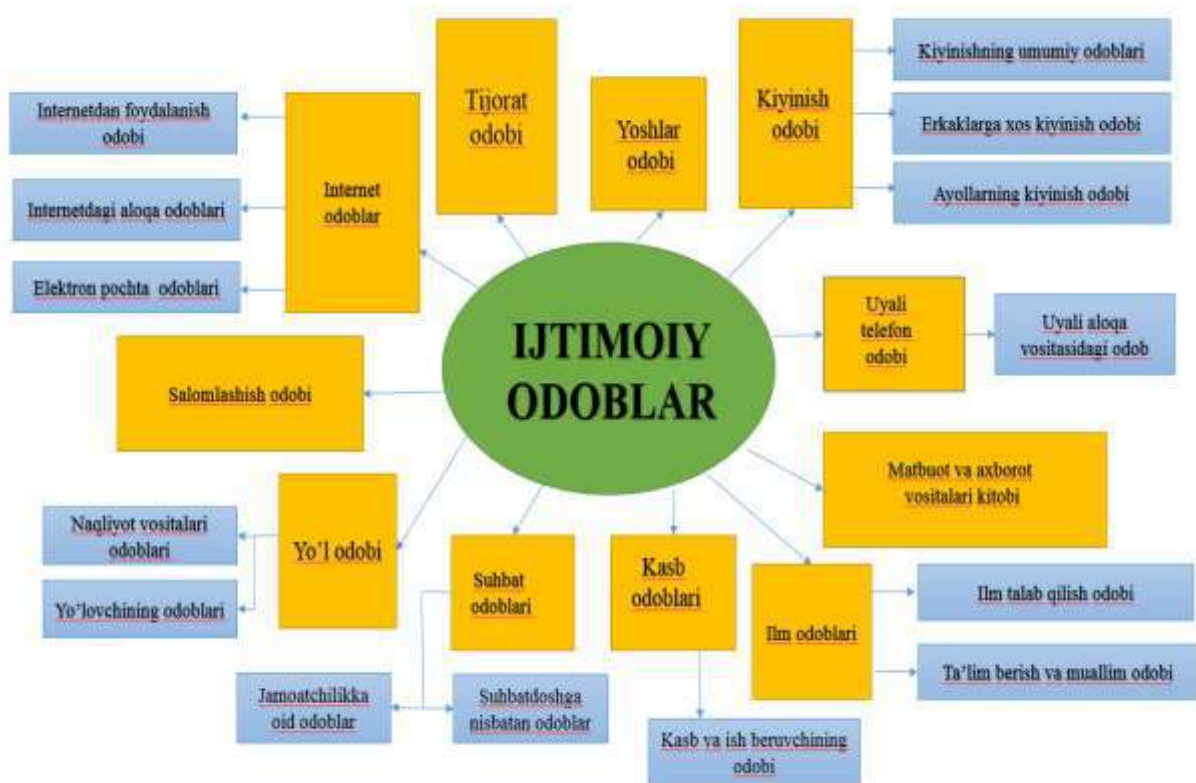 Tijorat
odobi
Yoshlar
odobi
Kiyinish
odobi
Kiyinishning umumiy odoblari
Erkaklarga xos kiyinish odobi
Ayollarning kiyinish odobi
Internetdan foydalanish
odobi
Internetdagi aloqa odoblari
Elektron pochta odoblari
Internet
odoblar
IJTIMOIY
ODOBLAR
Uyali
telefon
odobi
Uyali aloqa
vositasidagi odob
Salomlashish odobi
Matbuot va axborot
vositalari kitobi
Naqliyot vositalari
odoblari
Yo’lovchining odoblari
Yo’l odobi
Suhbat
odoblari
Kasb
odoblari
Ilm odoblari
Ilm talab qilish odobi
Ta’lim berish va muallim odobi
Jamoatchilikka
oid odoblar
Suhbatdoshga
nisbatan odoblar
Kasb va ish beruvchining
odobi